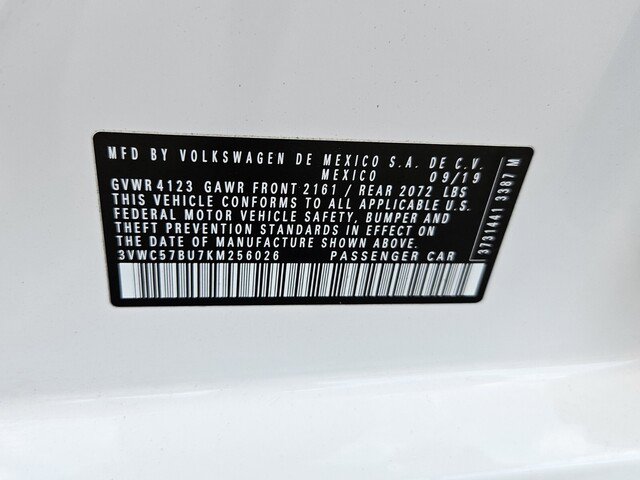 MFD BY VOLKSWAGEN DE MEXICO S.A. DE C.V.
MEXICO 09/19
GVWR 4123 GAWR FRONT 2161 / REAR 2072 LBS
THIS VEHICLE CONFORMS TO ALL APPLICABLE U.S.
FEDERAL MOTOR VEHICLE SAFETY, BUMPER AND
THEFT PREVENTION STANDARDS IN EFFECT ON
THE DATE OF MANUFACTURE SHOWN ABOVE.
3VWC57BU7KM256026 PASSENGER CAR
3731441 3387 M